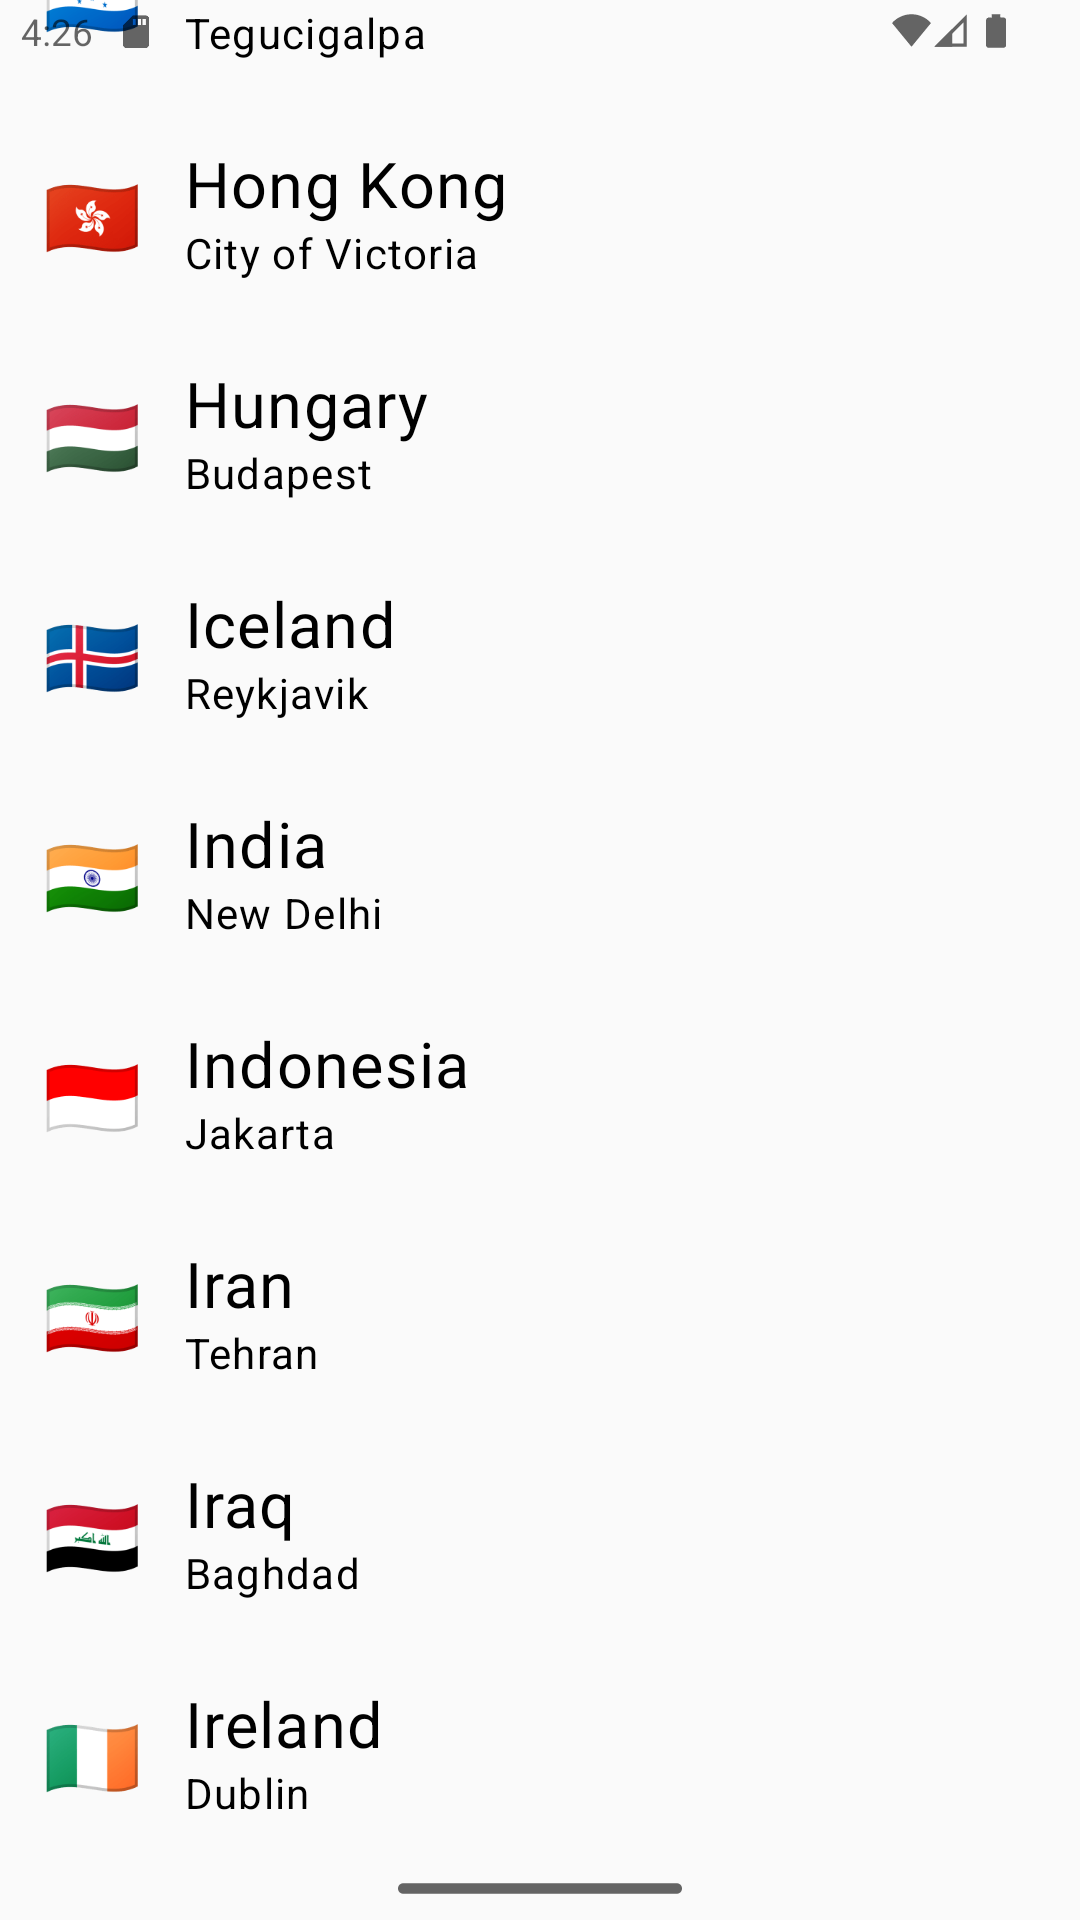 4:26
Tegucigalpa
Hong Kong
City of Victoria
Hungary
Budapest
Iceland
Reykjavik
India
New Delhi
Indonesia
Jakarta
Iran
Tehran
Iraq
Baghdad
Ireland
Dublin